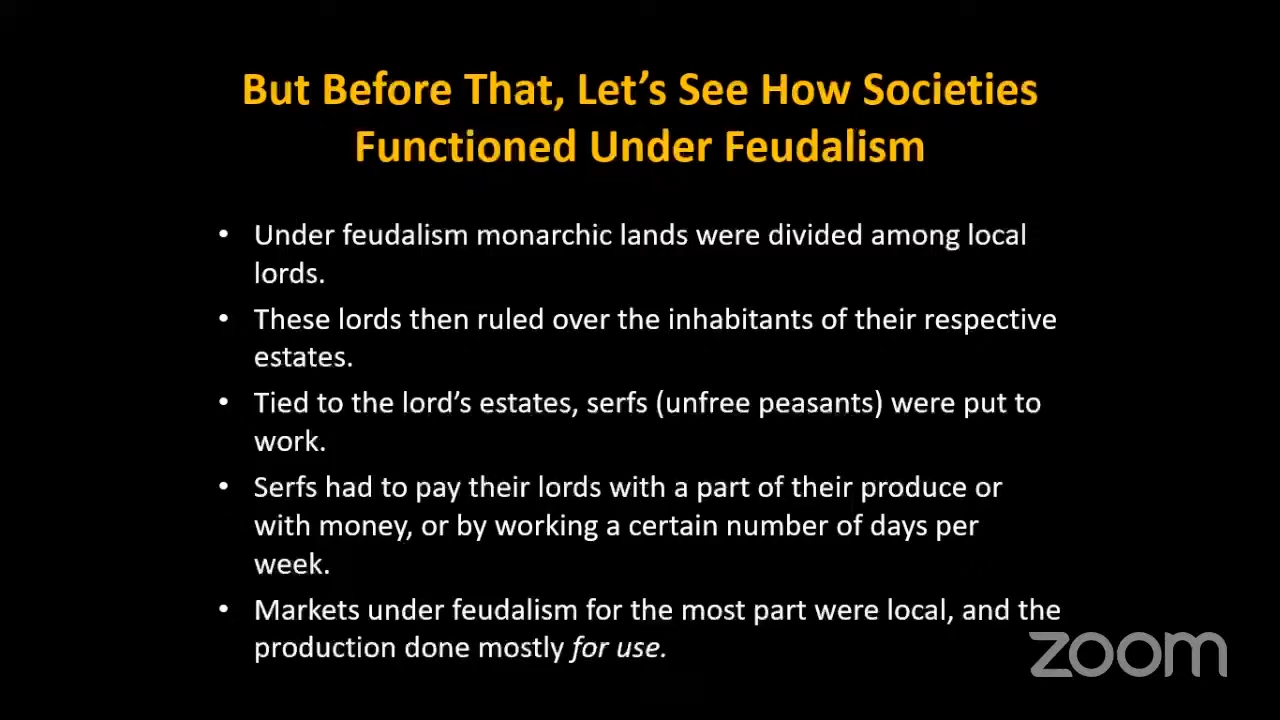 But Before That, Let’s See How Societies
Functioned Under Feudalism
• Under feudalism monarchic lands were divided among local
lords.
• These lords then ruled over the inhabitants of their respective
estates.
• Tied to the lord’s estates, serfs (unfree peasants) were put to
work.
• Serfs had to pay their lords with a part of their produce or
with money, or by working a certain number of days per
week.
• Markets under feudalism for the most part were local, and the
production done mostly for use.
zoom